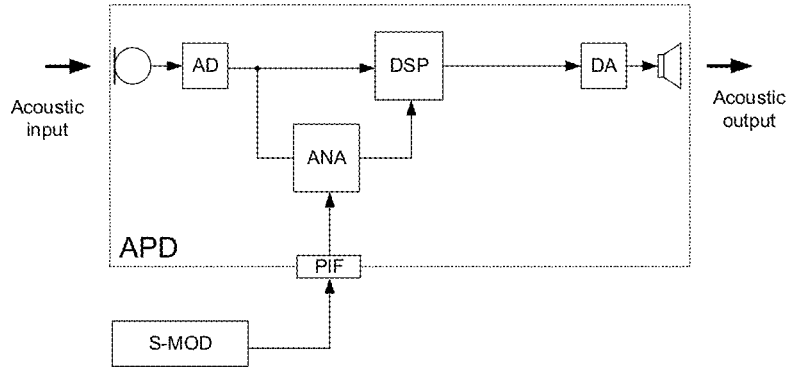 AD
DSP
DA
Acoustic
input
Acoustic
output
ANA
APD
PIF
S-MOD